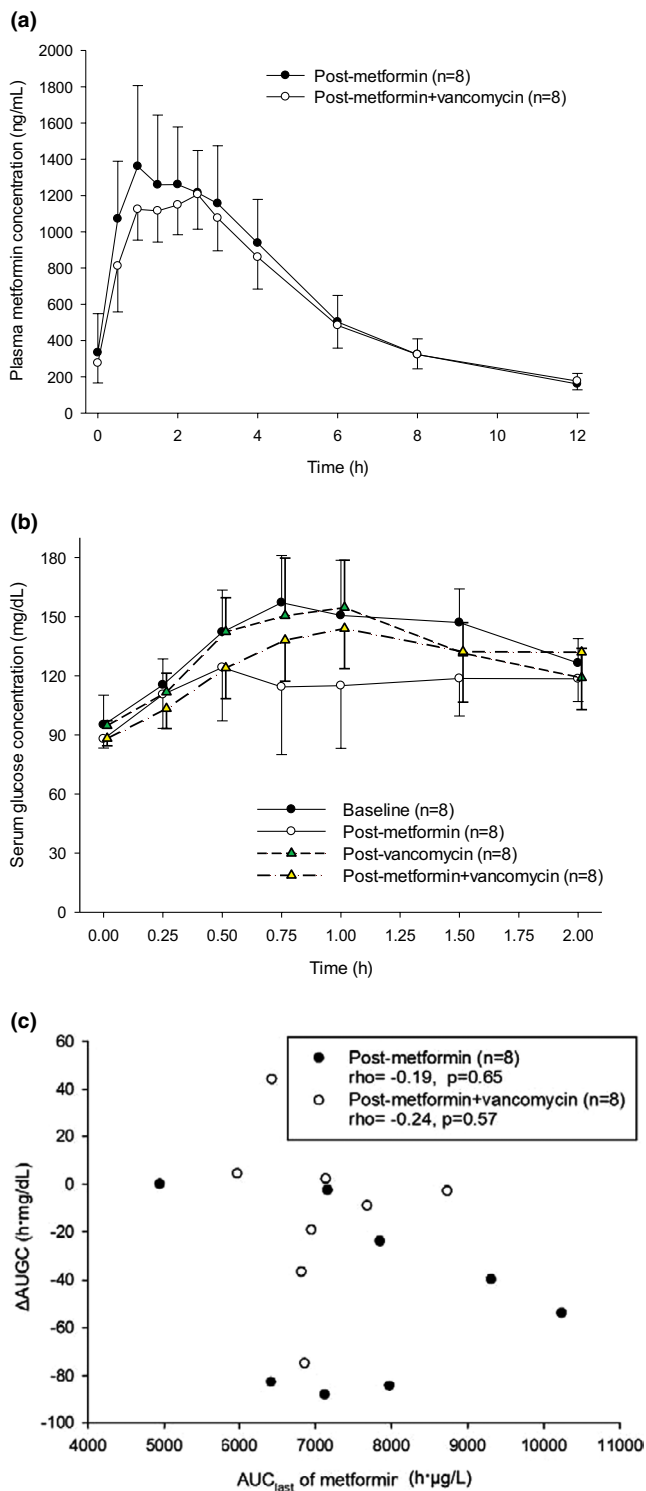 (a)
2000
1800
1600
1400
1200
1000
800
600
400
200
0
Plasma metformin concentration (ng/mL)
Post-metformin (n=8)
Post-metformin+vancomycin (n=8)
0 2 4 6 8 10 12
Time (h)
(b)
180
150
120
90
60
30
0
Serum glucose concentration (mg/dL)
Baseline (n=8)
Post-metformin (n=8)
Post-vancomycin (n=8)
Post-metformin+vancomycin (n=8)
0.00 0.25 0.50 0.75 1.00 1.25 1.50 1.75 2.00
Time (h)
(c)
60
40
20
0
-20
-40
-60
-80
-100
ΔAUGC (h·mg/dL)
Post-metformin (n=8)
rho= -0.19, p=0.65
Post-metformin+vancomycin (n=8)
rho= -0.24, p=0.57
4000 5000 6000 7000 8000 9000 10000 11000
AUClast of metformir (h·µg/L)